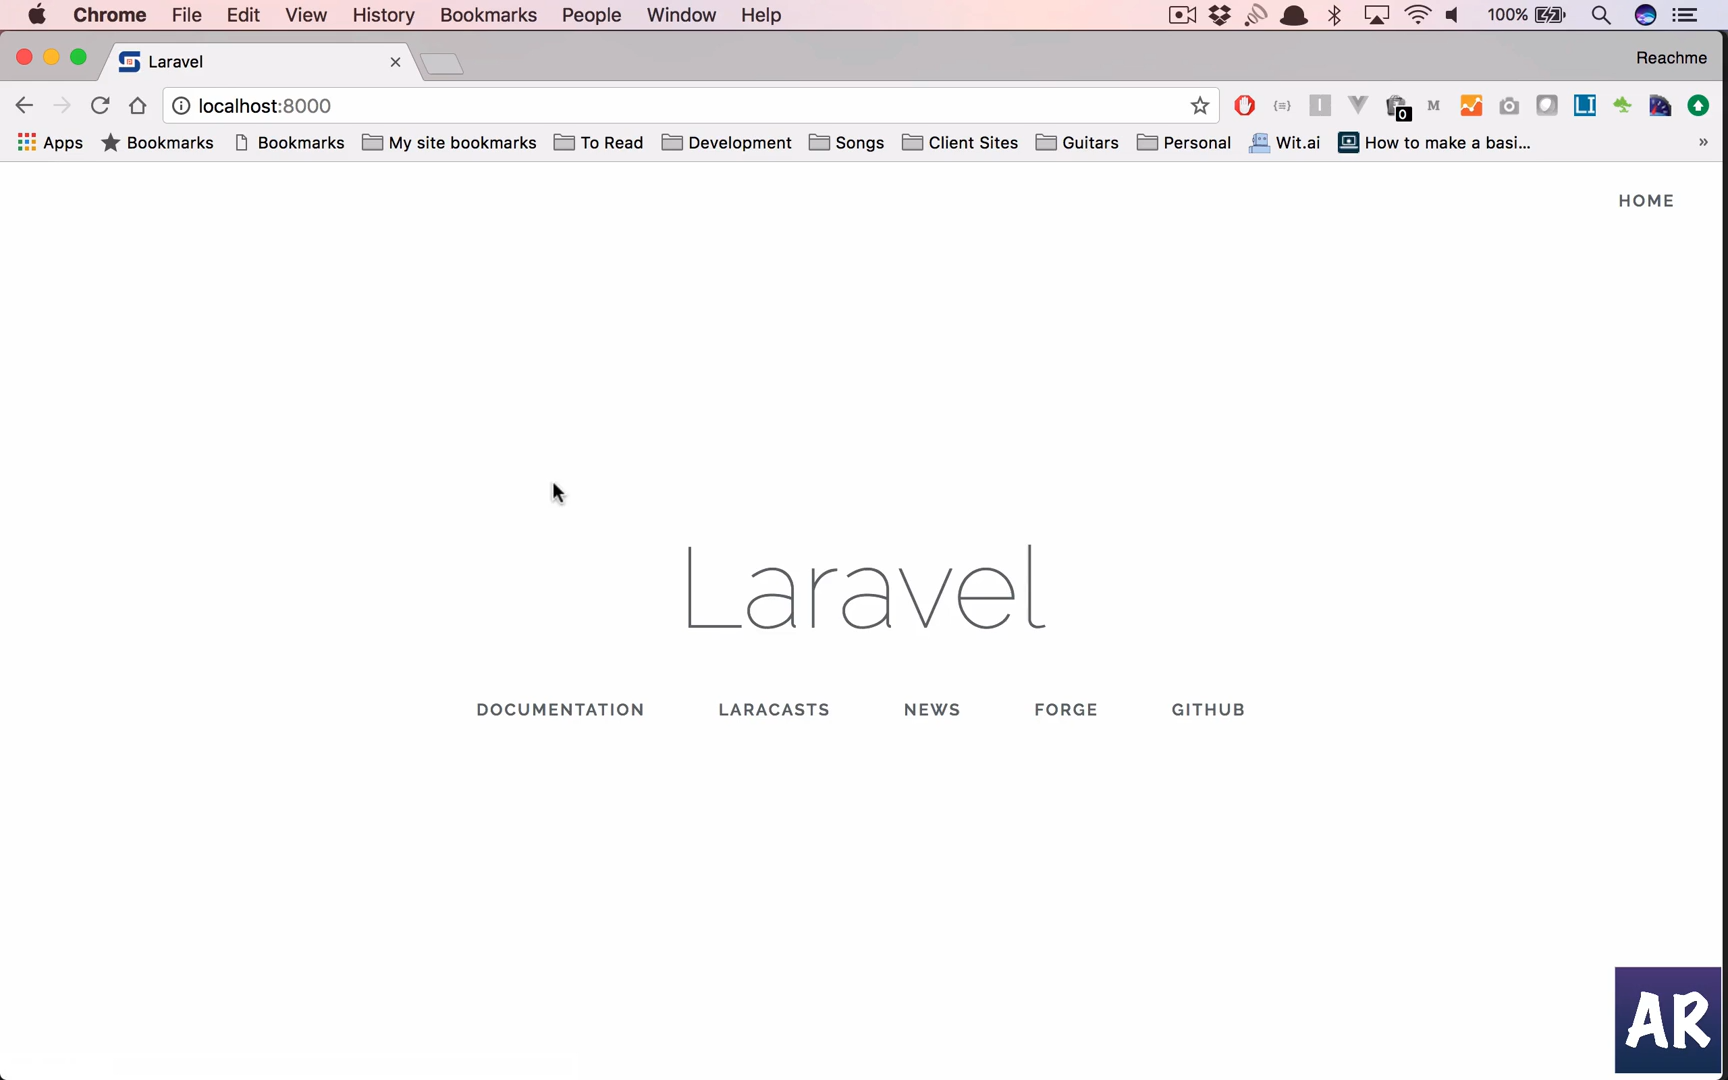 Chrome File Edit View History Bookmarks People Window Help 100%
Laravel Reachme
localhost:8000 0 M LI
Apps Bookmarks Bookmarks My site bookmarks To Read Development Songs Client Sites Guitars Personal Wit.ai How to make a basi... »
HOME
Laravel
DOCUMENTATION LARACASTS NEWS FORGE GITHUB
AR